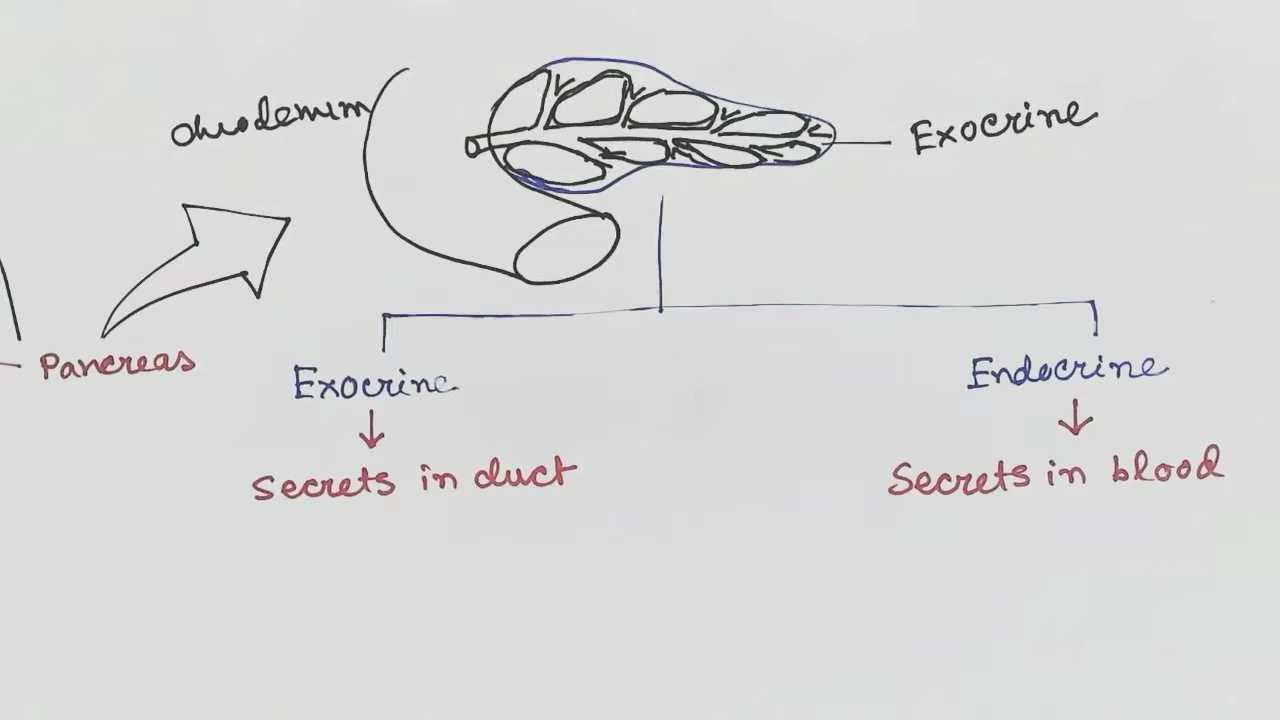 duodenum
Exocrine
Pancreas
Exocrine
Endocrine
Secrets in duct
Secrets in blood